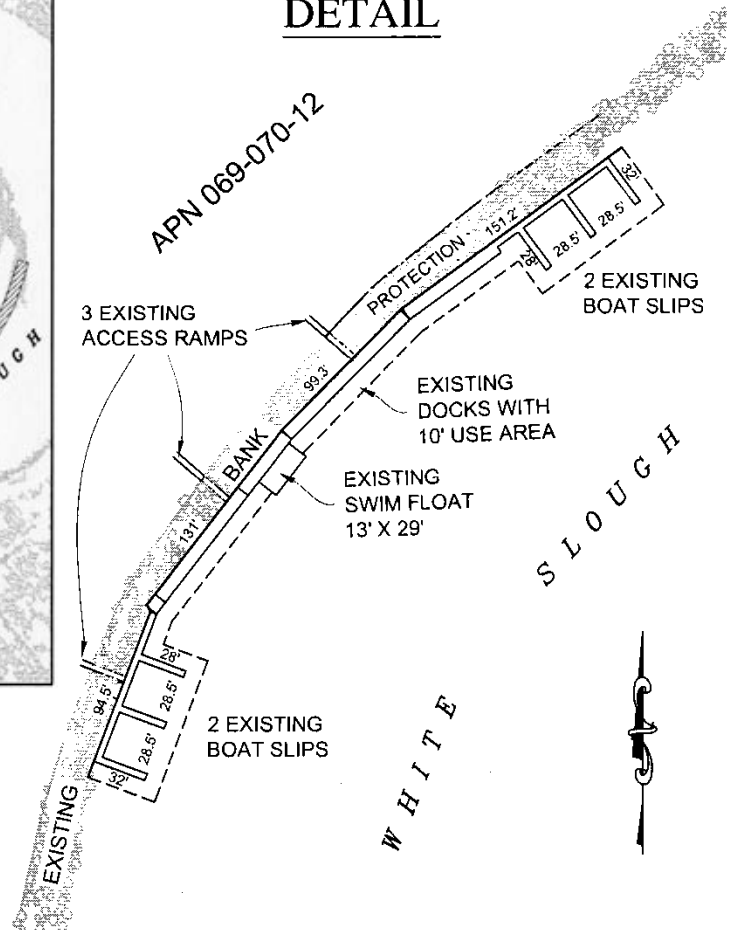 DETAIL
APN 069-070-12
3 EXISTING
ACCESS RAMPS
PROTECTION
151.2'
32'
28.5'
28.5'
28'
2 EXISTING
BOAT SLIPS
99.3'
EXISTING
DOCKS WITH
10' USE AREA
BANK
EXISTING
SWIM FLOAT
13' X 29'
131'
SLOUGH
28'
94.5'
28.5'
28.5'
32'
2 EXISTING
BOAT SLIPS
WHITE
EXISTING